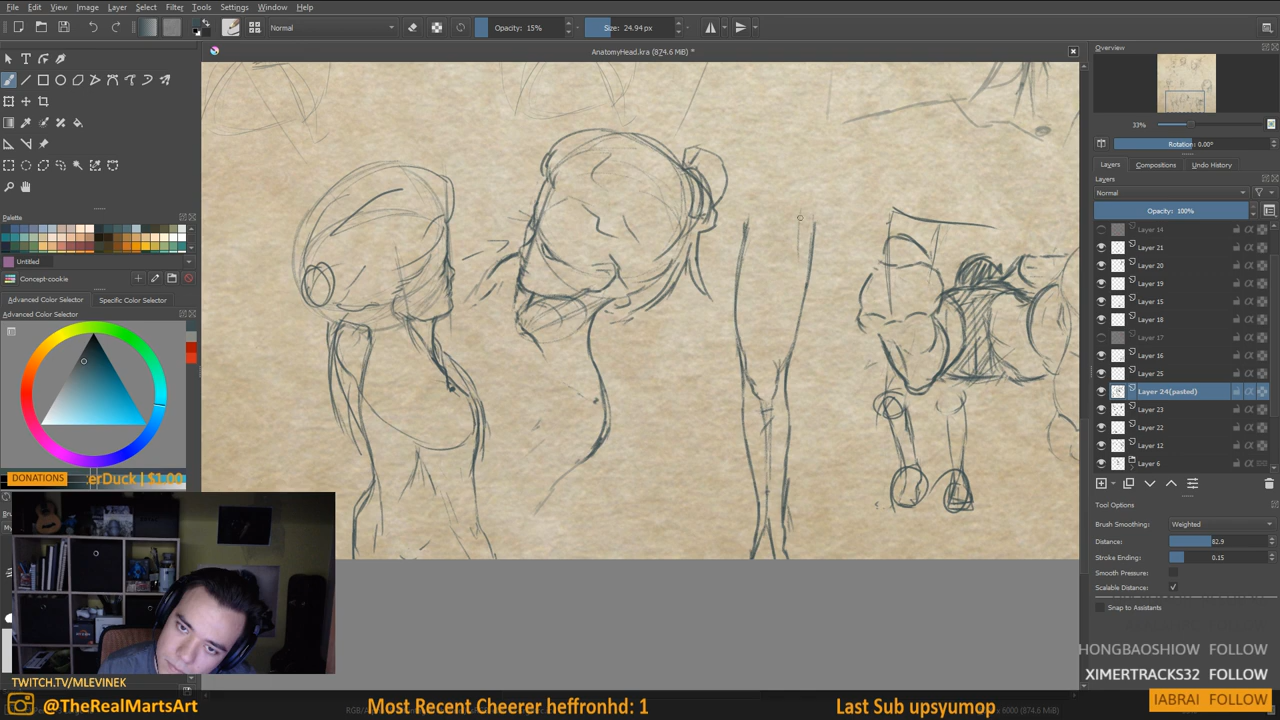 File Edit View Image Layer Select Filter Tools Settings Window Help
Normal
Opacity: 15%
Size: 24.94 px
AnatomyHead.kra (874.6 MiB) *
Overview
33%
Rotation: 0.00°
Layers Compositions Undo History
Layers
Normal
Opacity: 100%
Layer 14
Layer 21
Layer 20
Layer 19
Layer 15
Layer 18
Layer 17
Layer 16
Layer 25
Layer 24(pasted)
Layer 23
Layer 22
Layer 12
Layer 6
Tool Options
Brush Smoothing: Weighted
Distance: 82.9
Stroke Ending: 0.15
Smooth Pressure:
Scalable Distance:
Snap to Assistants
Palette
Untitled
Concept-cookie
Advanced Color Selector Specific Color Selector
Advanced Color Selector
DONATIONS erDuck | $1.00
TWITCH.TV/MLEVINEK
@TheRealMartsArt
Most Recent Cheerer heffronhd: 1
Last Sub upsyumop
HONGBAOSHIOW FOLLOW
XIMERTRACKS32 FOLLOW
IABRAI FOLLOW